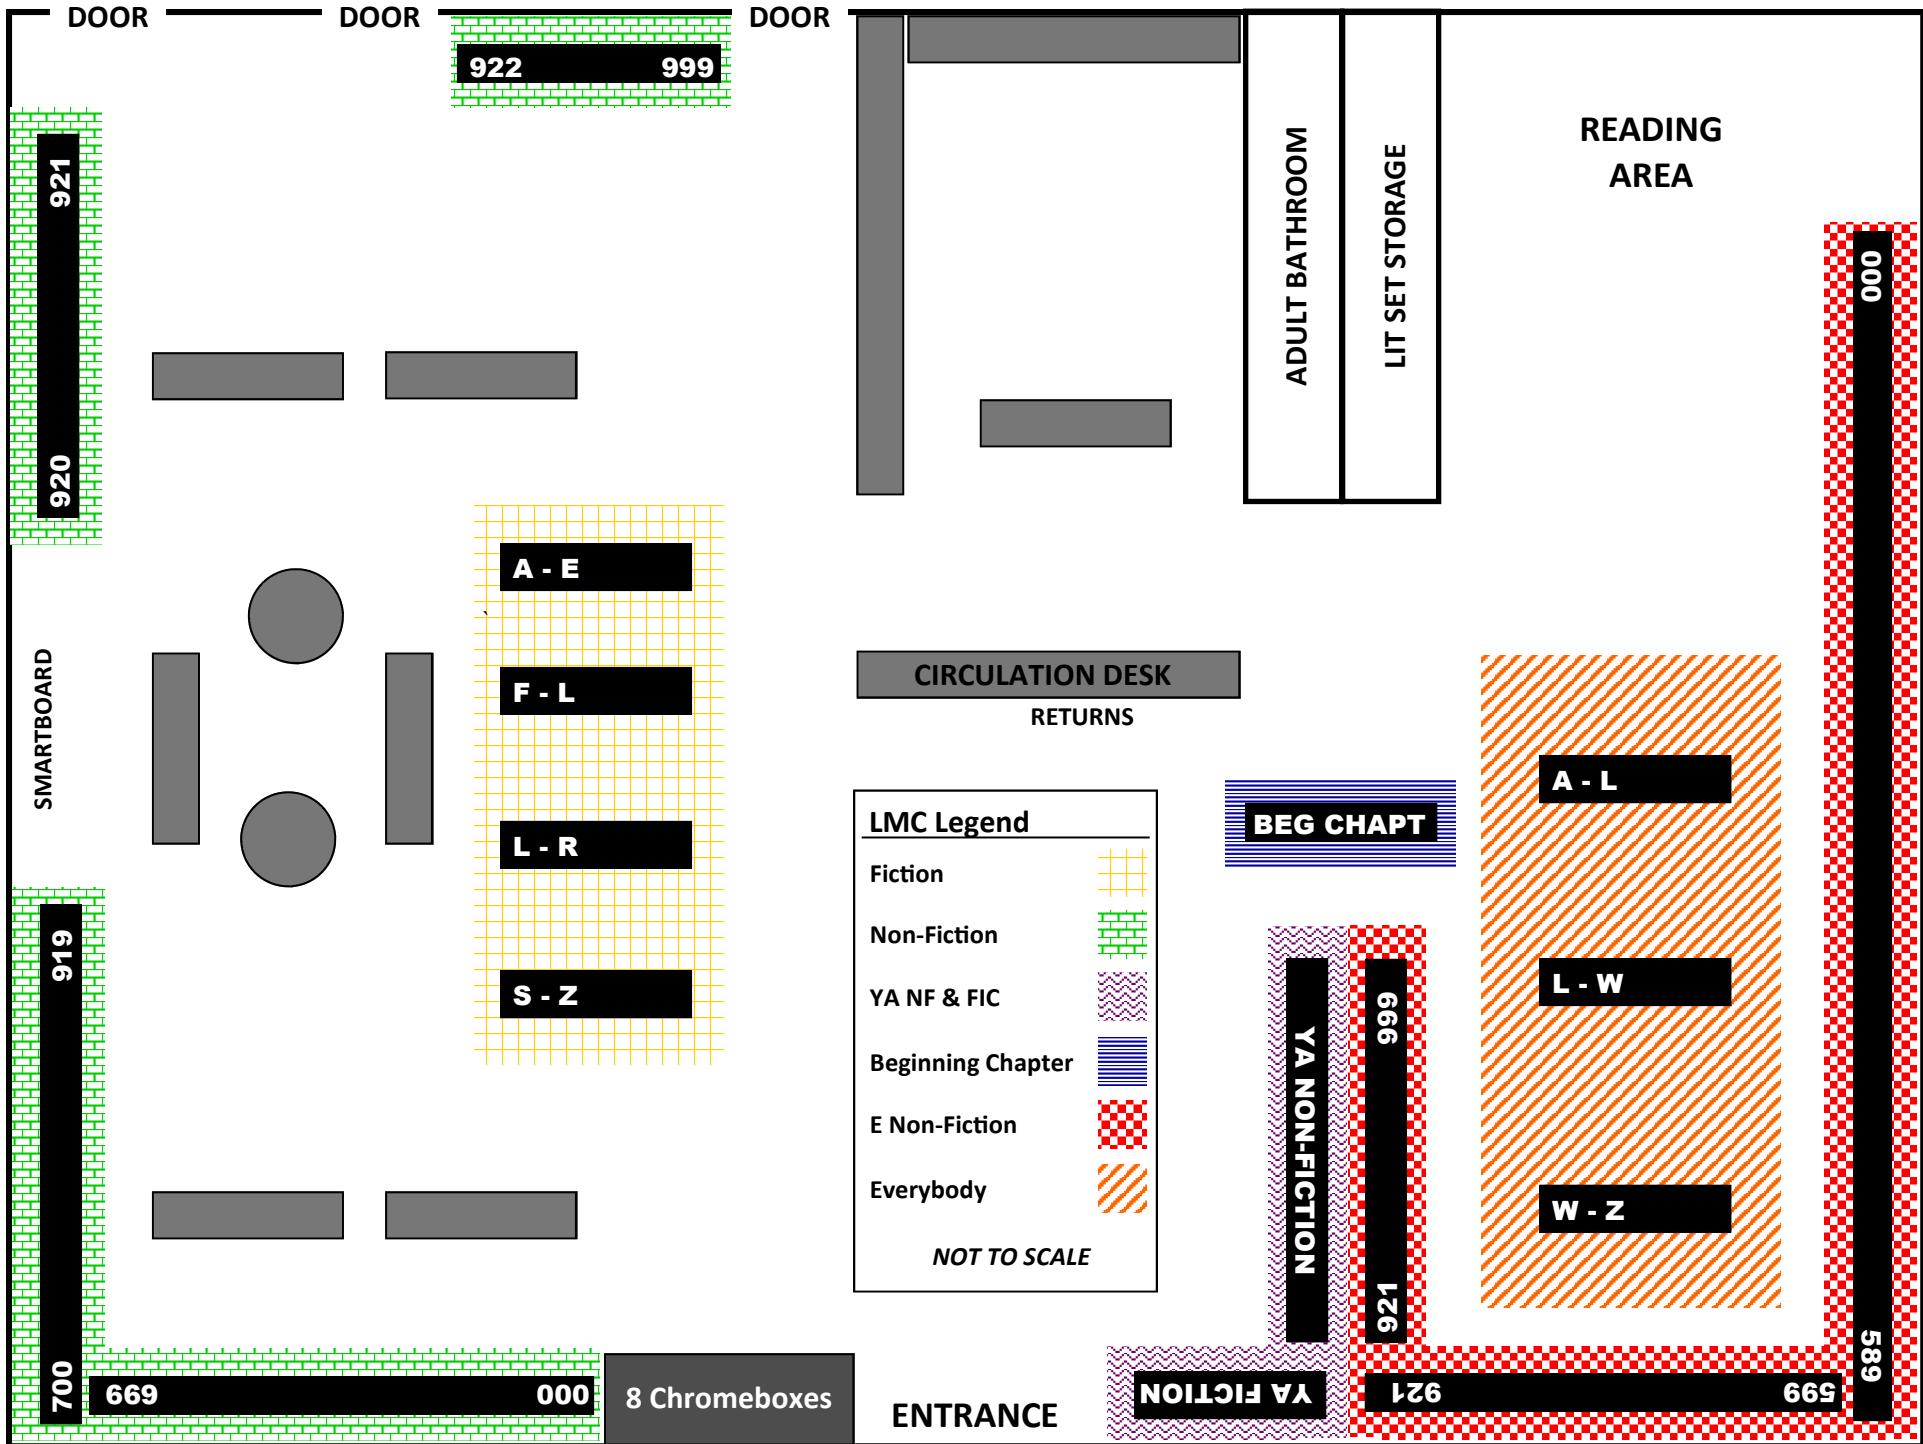 DOOR
DOOR
DOOR
922 999
921
920
ADULT BATHROOM
LIT SET STORAGE
READING
AREA
000
A - E
`
F - L
L - R
S - Z
SMARTBOARD
CIRCULATION DESK
RETURNS
LMC Legend
Fiction
Non-Fiction
YA NF & FIC
Beginning Chapter
E Non-Fiction
Everybody
NOT TO SCALE
BEG CHAPT
A - L
L - W
W - Z
YA NON-FICTION
999
921
919
700
669 000
8 Chromeboxes
ENTRANCE
YA FICTION
921
599
589